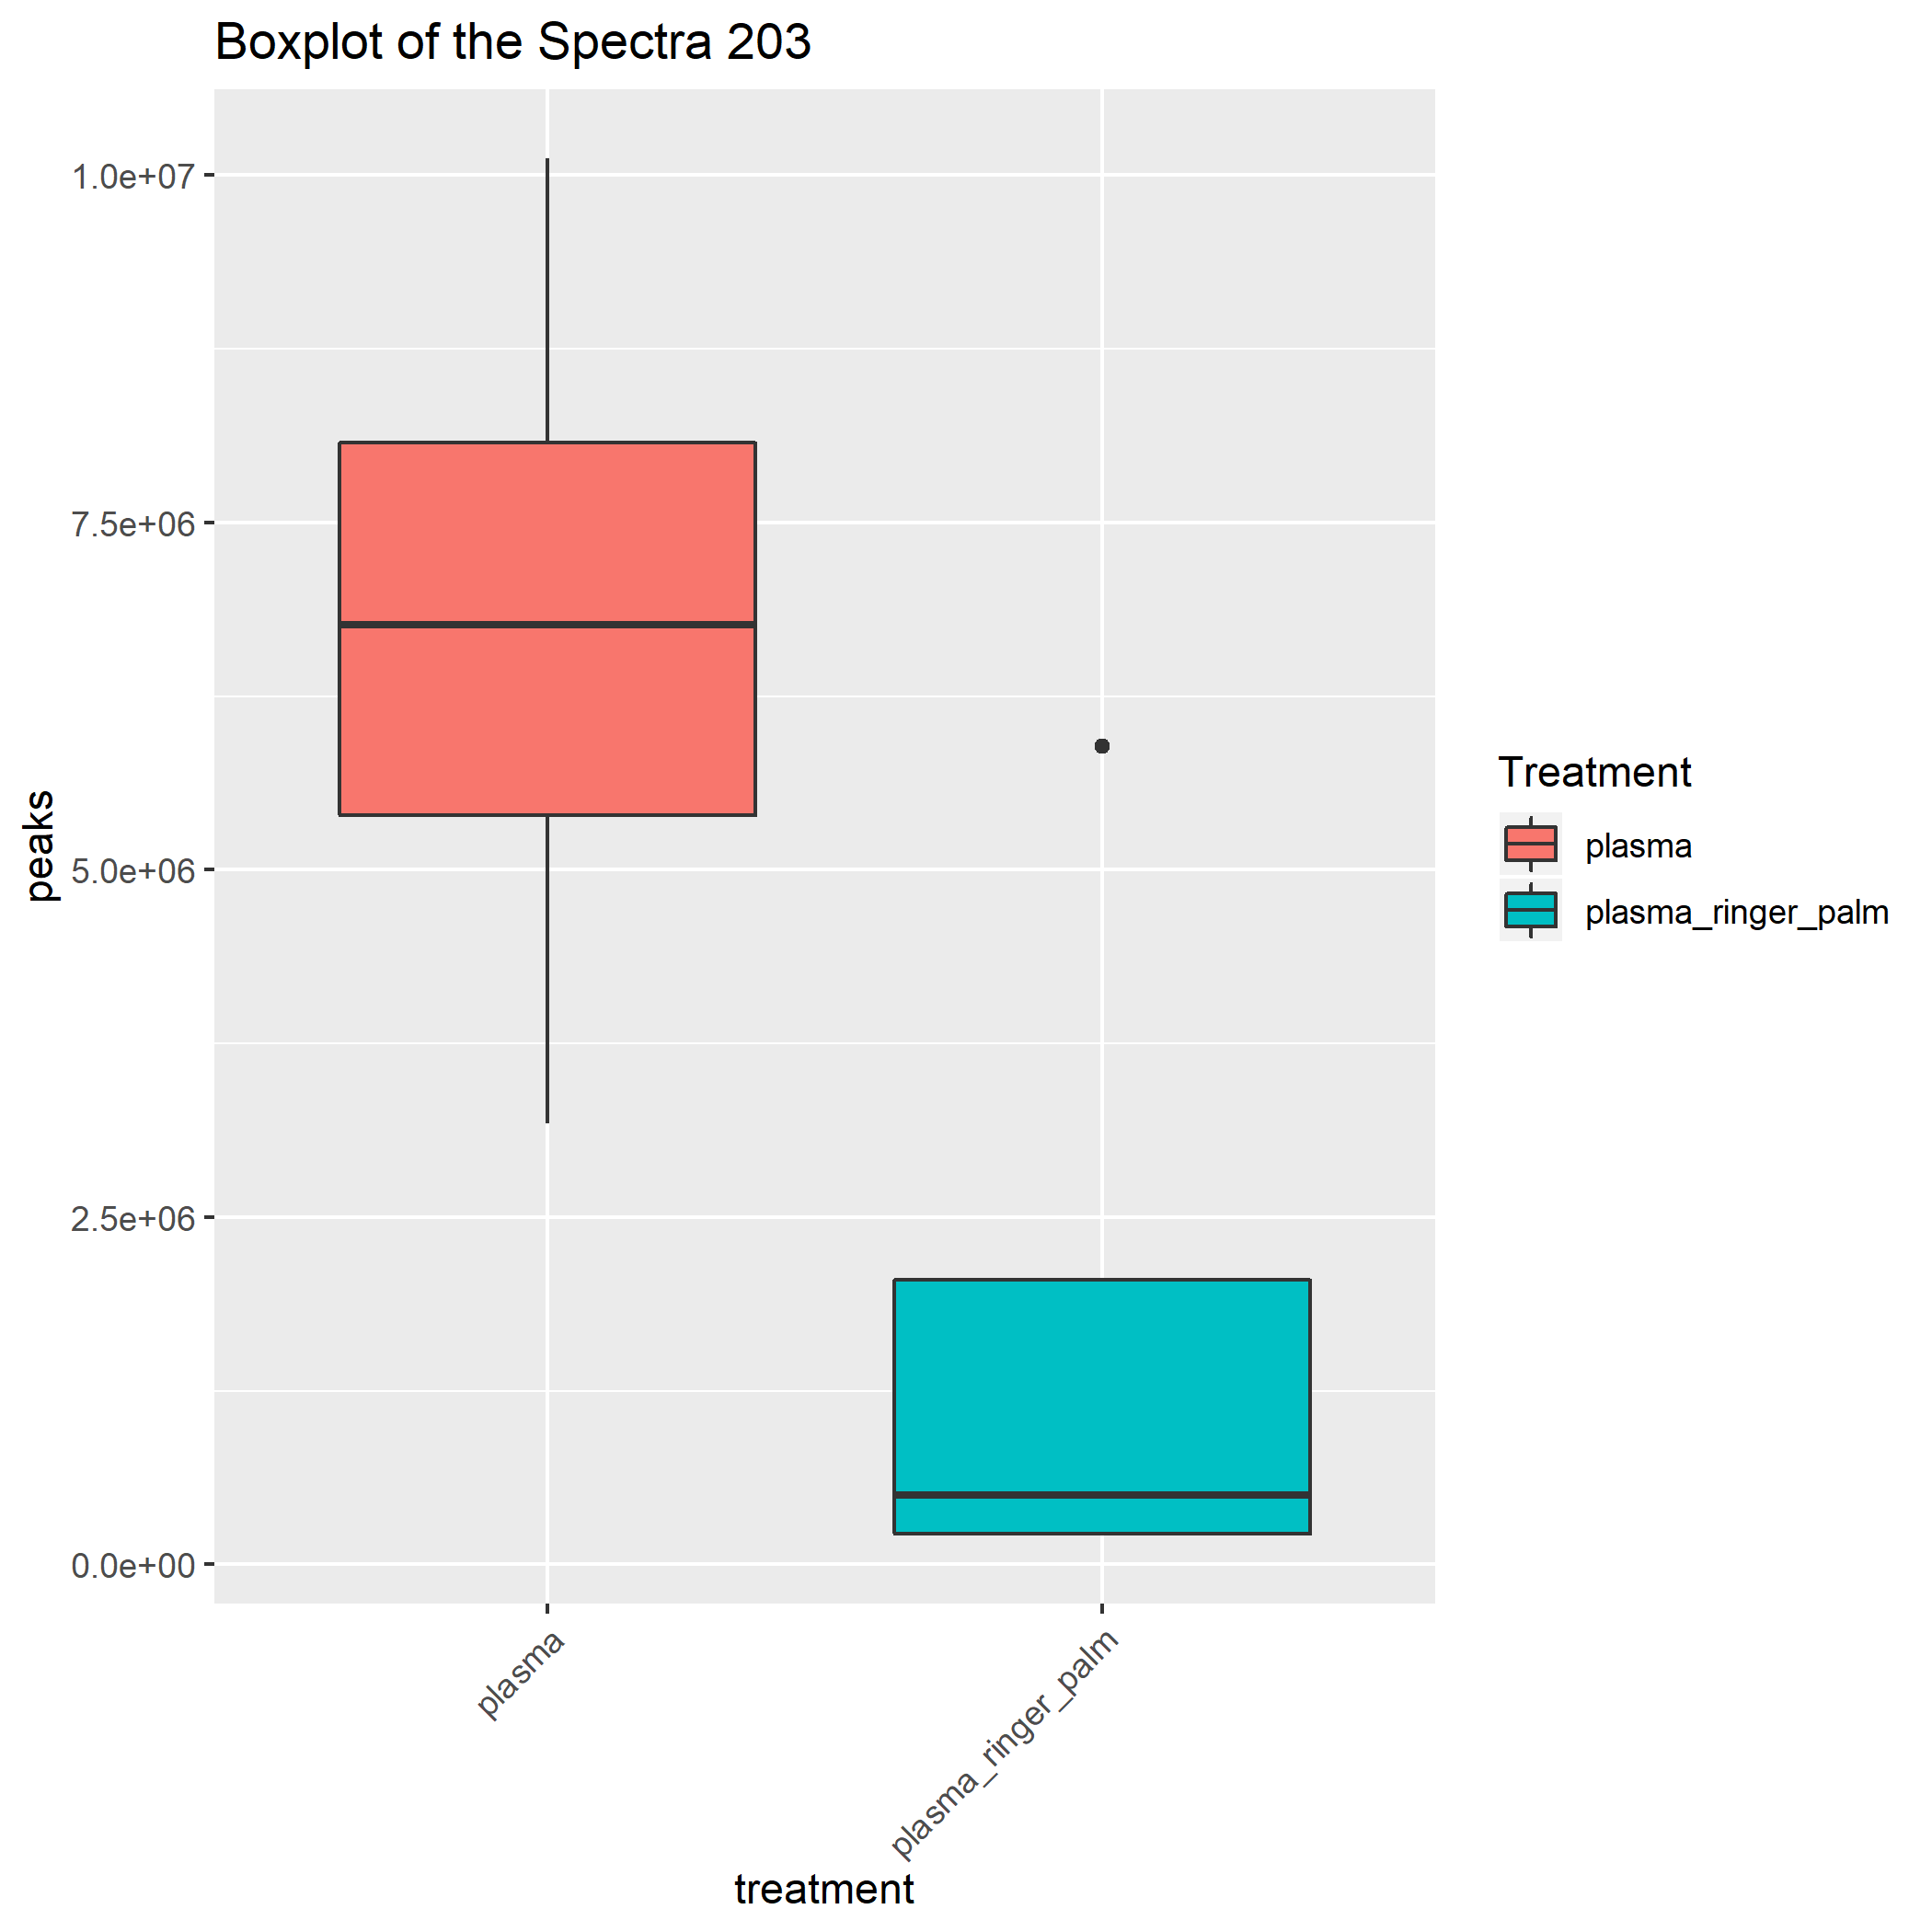 Boxplot of the Spectra 203
1.0e+07
7.5e+06
5.0e+06
2.5e+06
0.0e+00
peaks
plasma
plasma_ringer_palm
treatment
Treatment
plasma
plasma_ringer_palm